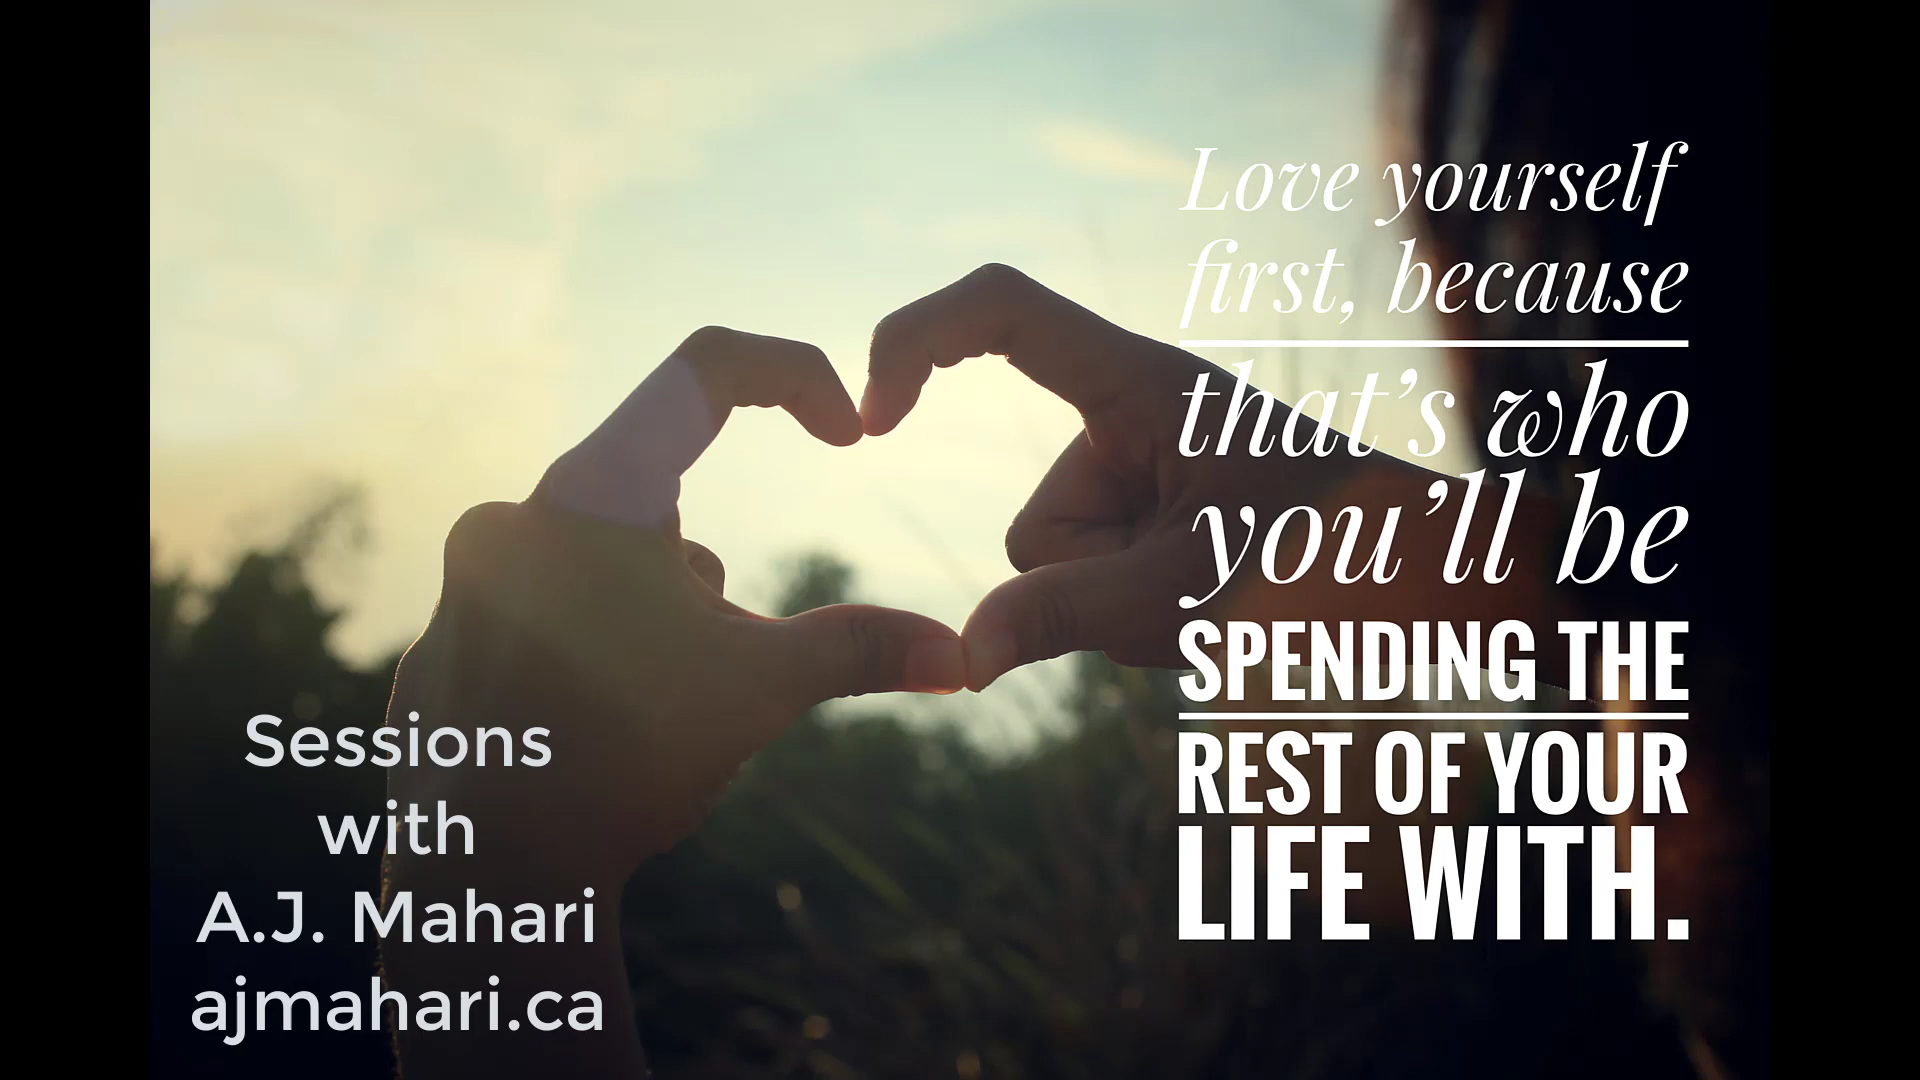 Love yourself
first, because
that's who
you'll be
SPENDING THE
REST OF YOUR
LIFE WITH.
Sessions
with
A.J. Mahari
ajmahari.ca